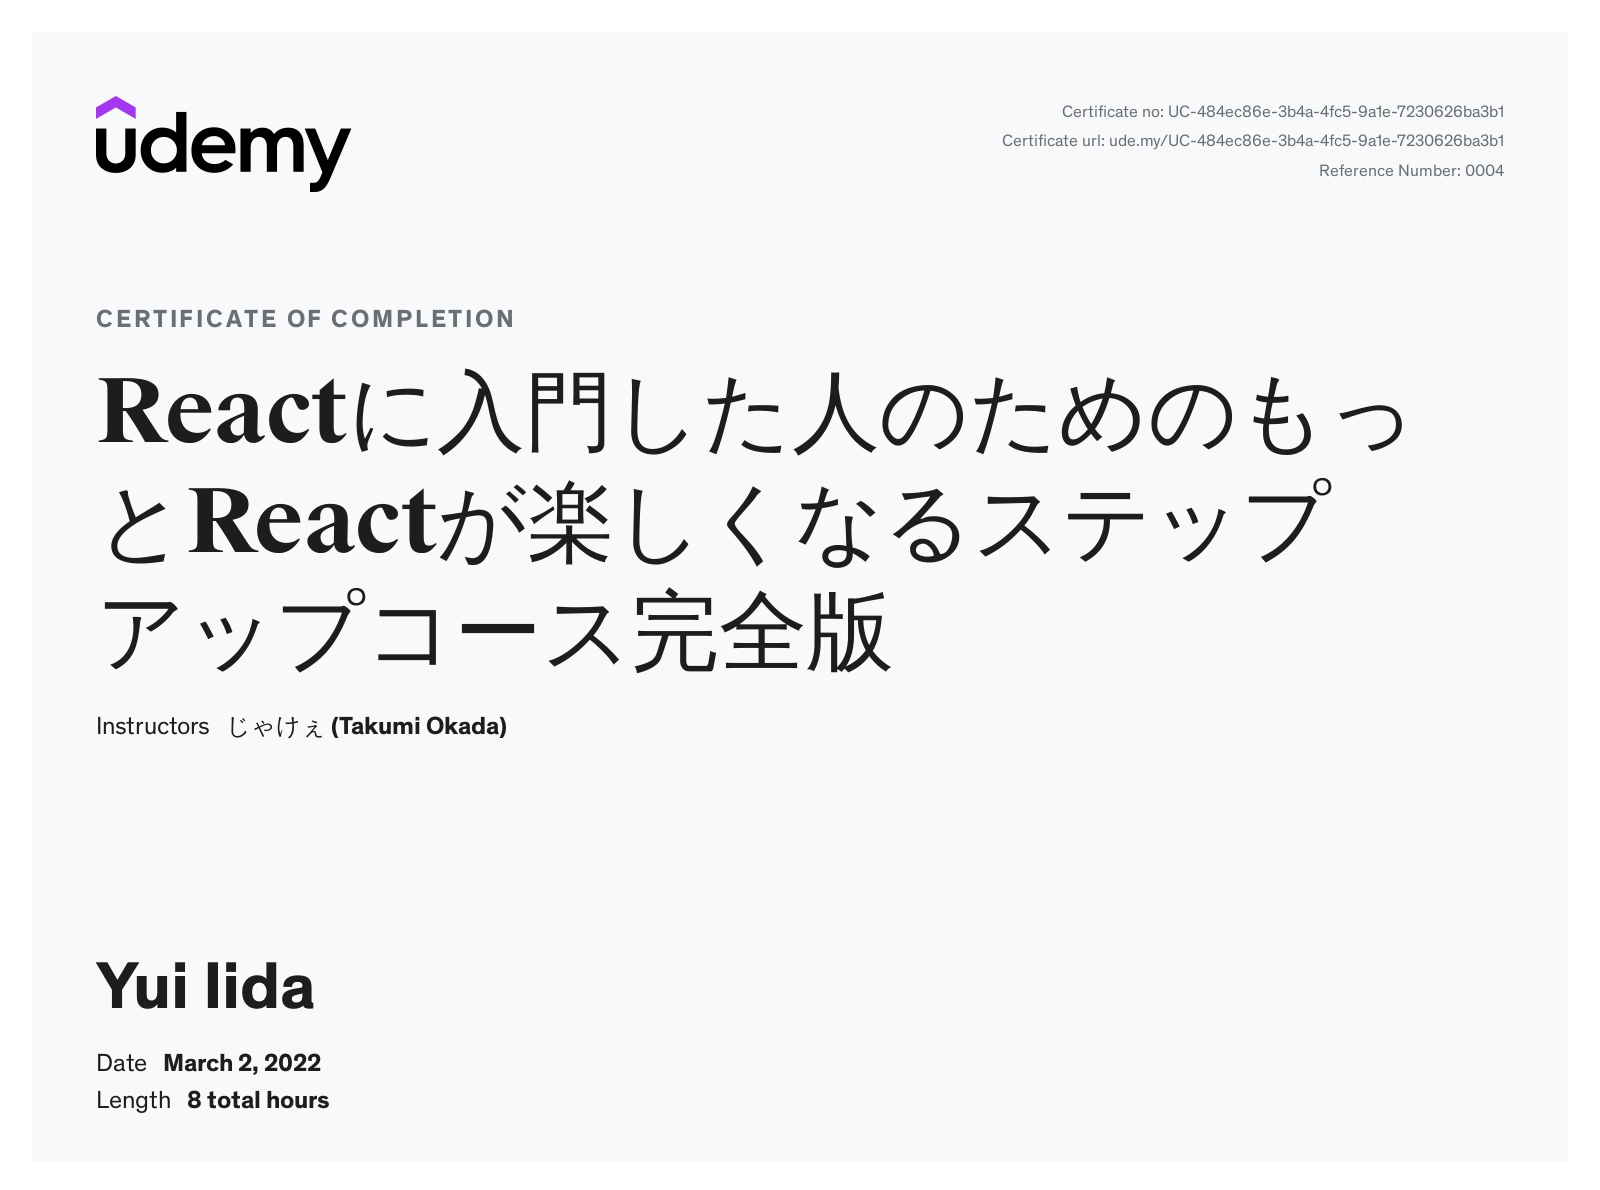 udemy
Certificate no: UC-484ec86e-3b4a-4fc5-9a1e-7230626ba3b1
Certificate url: ude.my/UC-484ec86e-3b4a-4fc5-9a1e-7230626ba3b1
Reference Number: 0004
CERTIFICATE OF COMPLETION
Reactに入門した人のためのもっ
とReactが楽しくなるステップ
アップコース完全版
Instructors じゃけぇ (Takumi Okada)
Yui Iida
Date March 2, 2022
Length 8 total hours